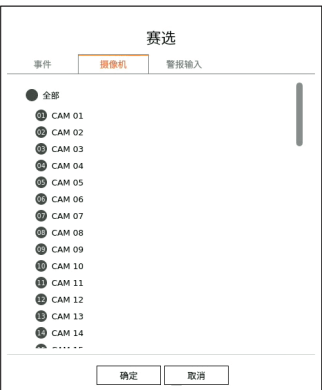 赛选
事件 摄像机 警报输入
全部
01 CAM 01
02 CAM 02
03 CAM 03
04 CAM 04
05 CAM 05
06 CAM 06
07 CAM 07
08 CAM 08
09 CAM 09
10 CAM 10
11 CAM 11
12 CAM 12
13 CAM 13
14 CAM 14
确定 取消